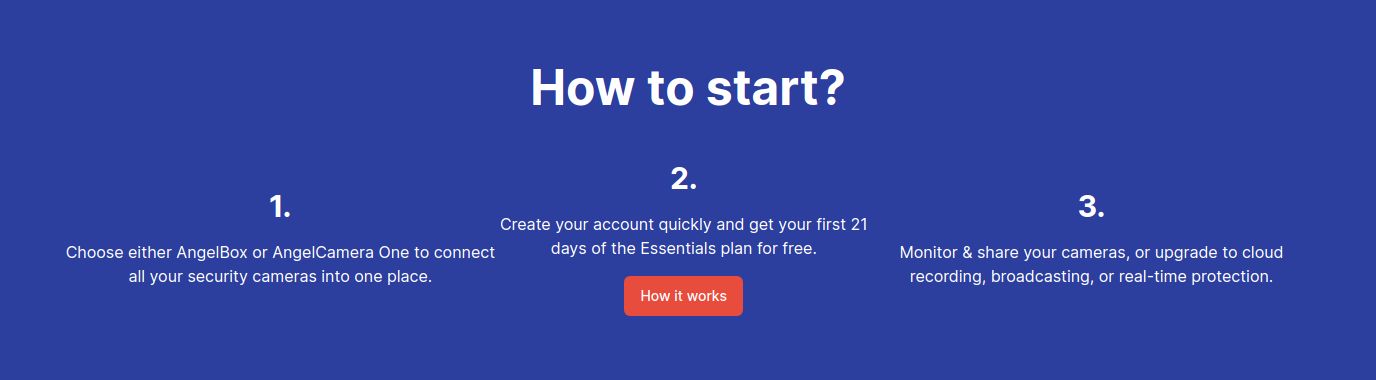 How to start?
1.
Choose either AngelBox or AngelCamera One to connect
all your security cameras into one place.
2.
Create your account quickly and get your first 21
days of the Essentials plan for free.
How it works
3.
Monitor & share your cameras, or upgrade to cloud
recording, broadcasting, or real-time protection.